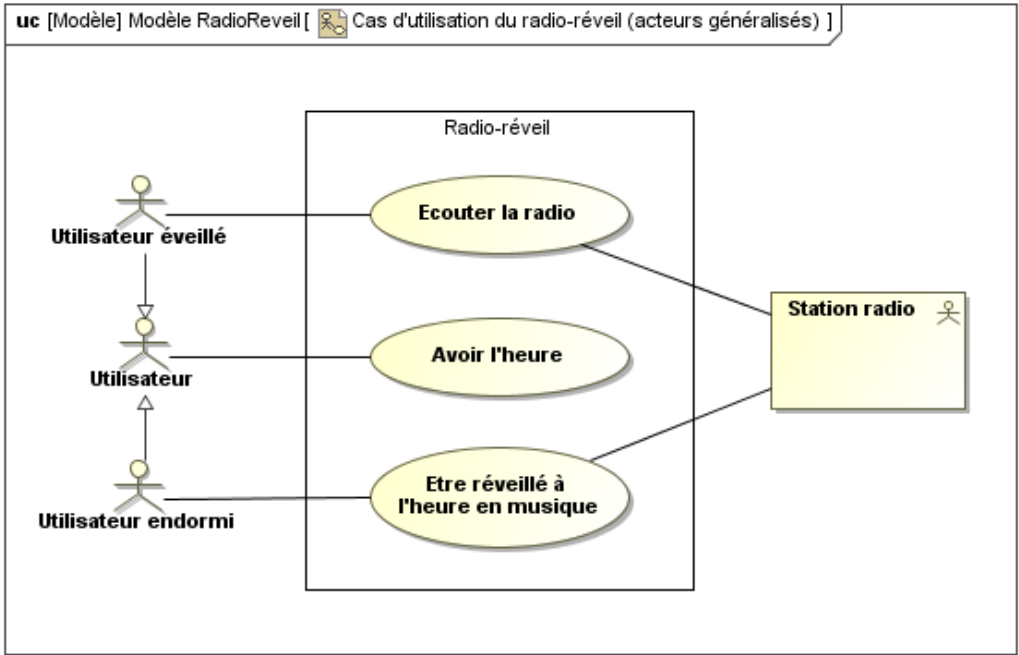 uc [Modèle] Modèle RadioReveil [ Cas d'utilisation du radio-réveil (acteurs généralisés) ]
Radio-réveil
Utilisateur éveillé
Ecouter la radio
Station radio
Utilisateur
Avoir l'heure
Utilisateur endormi
Etre réveillé à
l'heure en musique